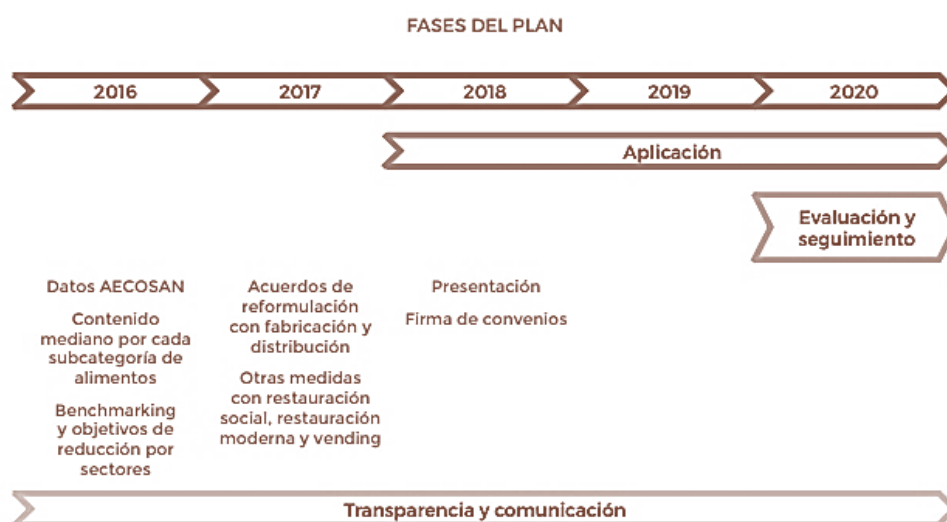 FASES DEL PLAN
2016
2017
2018
2019
2020
Aplicación
Evaluación y
seguimiento
Datos AECOSAN
Contenido
mediano por cada
subcategoría de
alimentos
Benchmarking
y objetivos de
reducción por
sectores
Acuerdos de
reformulación
con fabricación y
distribución
Otras medidas
con restauración
social, restauración
moderna y vending
Presentación
Firma de convenios
Transparencia y comunicación